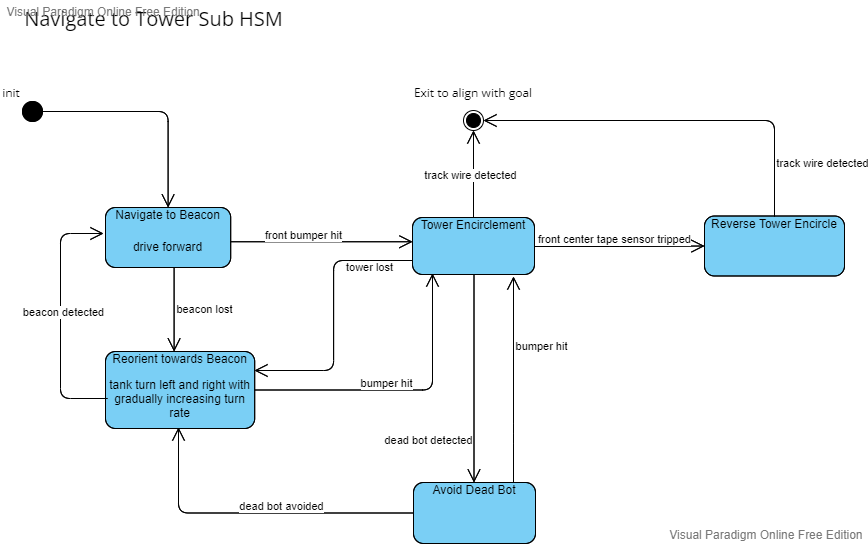 Visual Paradigm Online Free Edition
Navigate to Tower Sub HSM
init
Exit to align with goal
track wire detected
track wire detected
Navigate to Beacon
drive forward
front bumper hit
Tower Encirclement
front center tape sensor tripped
Reverse Tower Encircle
tower lost
beacon detected
beacon lost
bumper hit
Reorient towards Beacon
tank turn left and right with
gradually increasing turn
rate
bumper hit
dead bot detected
Avoid Dead Bot
dead bot avoided
Visual Paradigm Online Free Edition